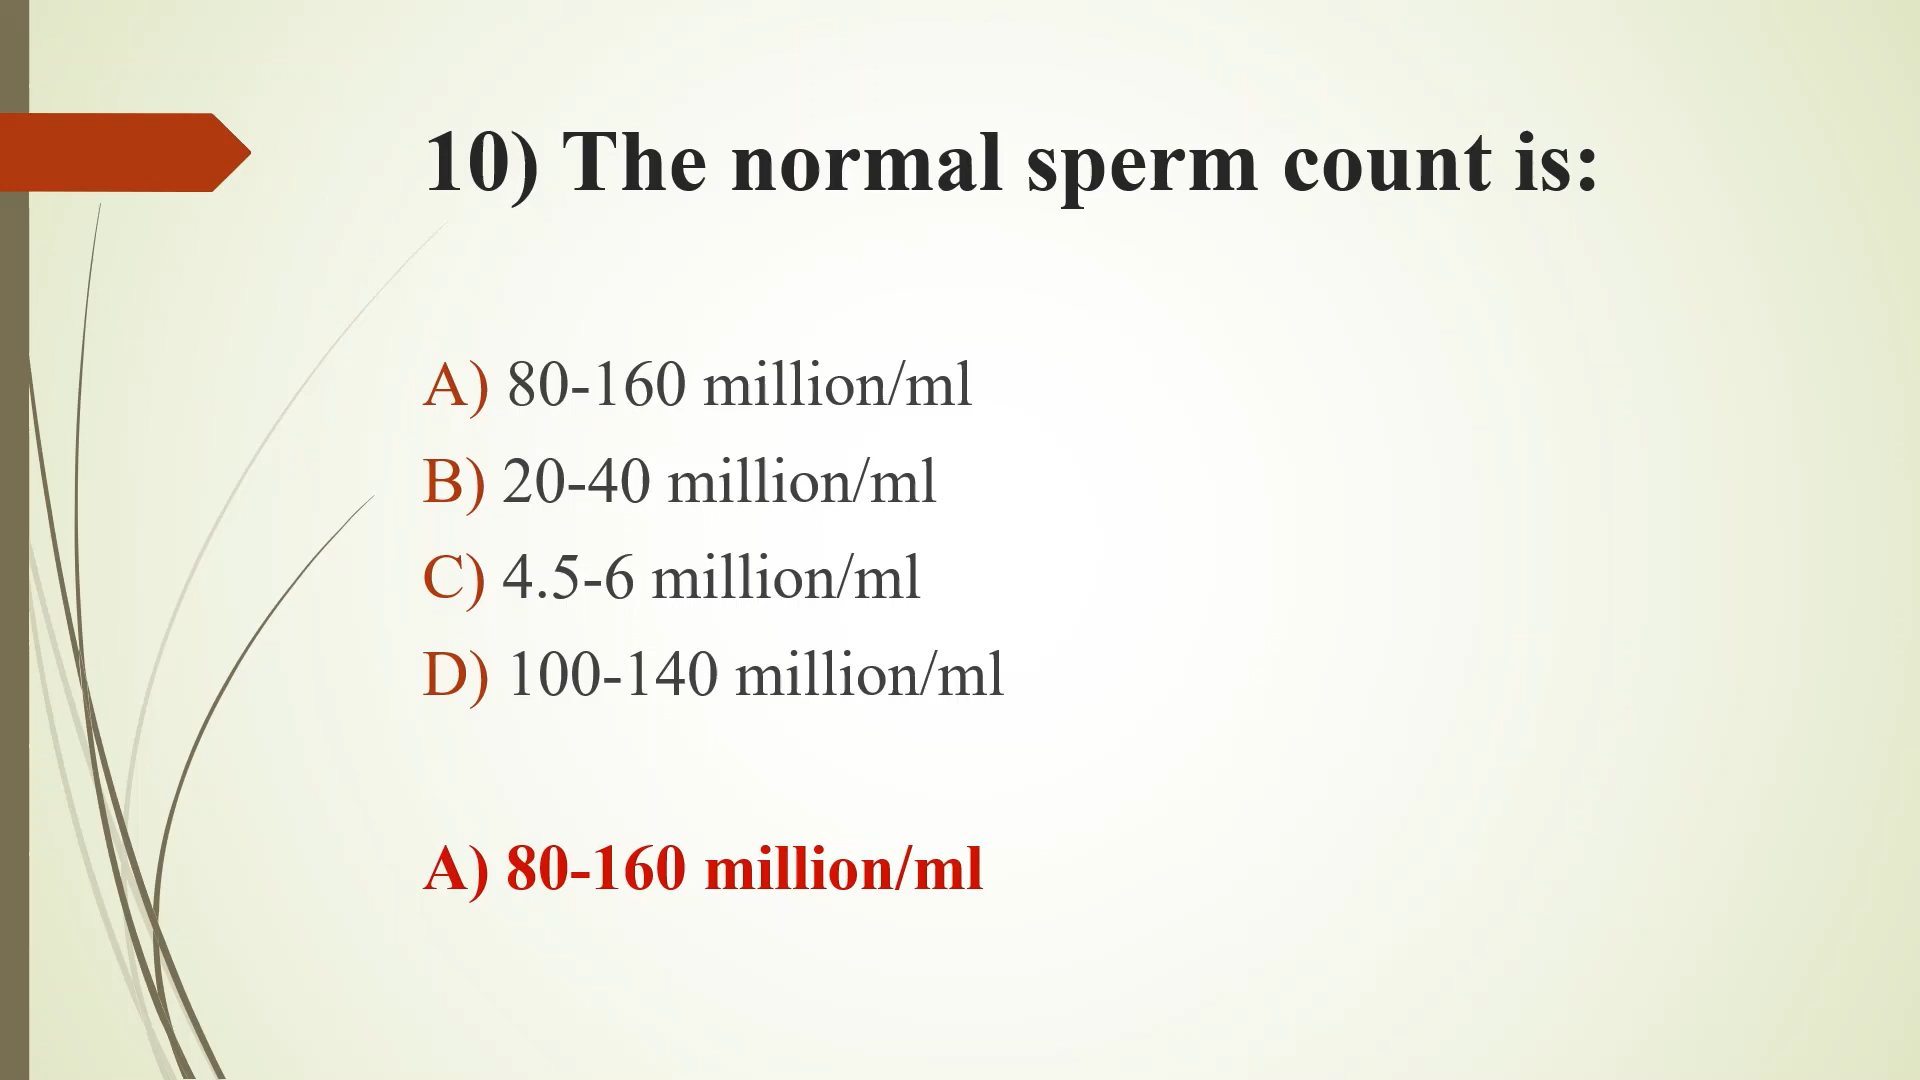 10) The normal sperm count is:
A) 80-160 million/ml
B) 20-40 million/ml
C) 4.5-6 million/ml
D) 100-140 million/ml
A) 80-160 million/ml